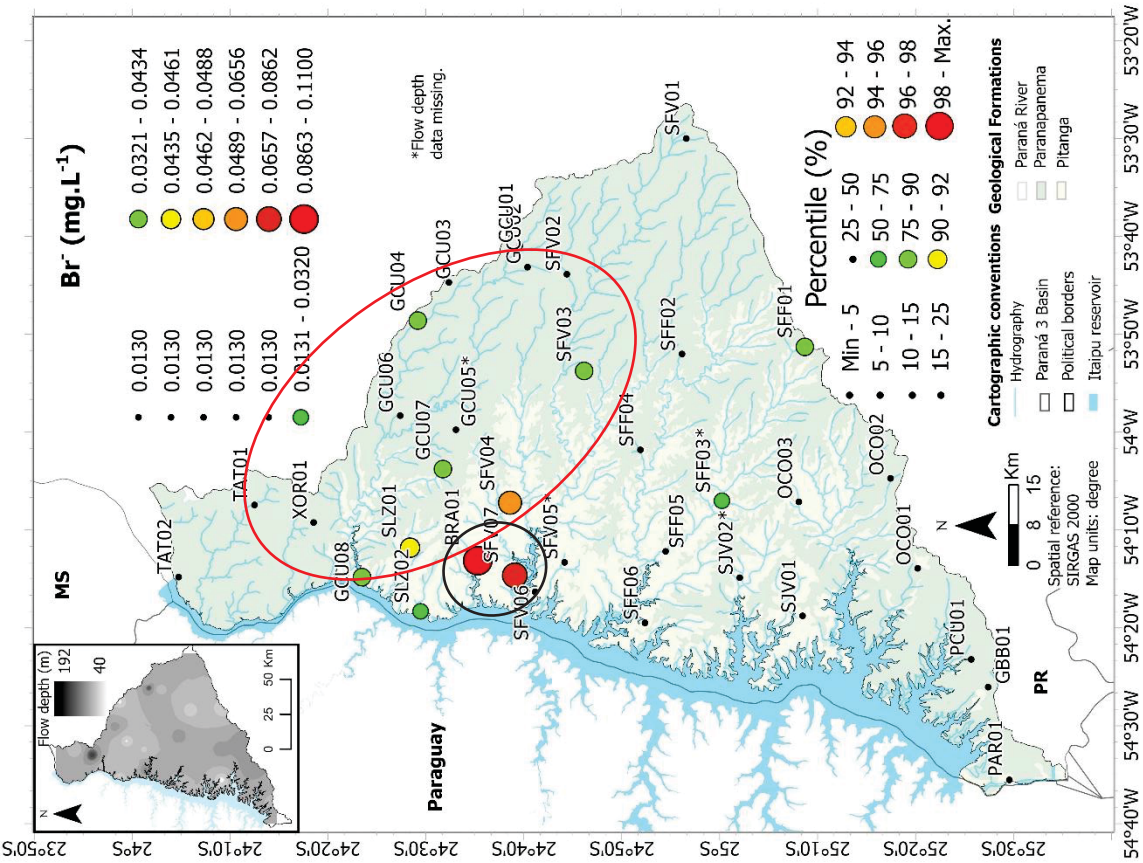 Br⁻ (mg.L⁻¹)
0.0130
0.0130
0.0130
0.0130
0.0130
0.0131 - 0.0320
0.0321 - 0.0434
0.0435 - 0.0461
0.0462 - 0.0488
0.0489 - 0.0656
0.0657 - 0.0862
0.0863 - 0.1100
*Flow depth
data missing.
Flow depth (m)
192
40
0 25 50 Km
N
MS
Paraguay
PR
TAT02
TAT01
XOR01
GCU08
SLZ01
SLZ02
BRA01
GCU07
GCU06
GCU05*
GCU04
GCU03
GCU02
GCU01
SFV07
SFV06
SFV05*
SFV04
SFV03
SFV02
SFV01
SFF06
SFF05
SFF04
SFF03*
SFF02
SFF01
SJV02*
SJV01
OCO03
OCO02
OCO01
PCU01
GBB01
PAR01
Percentile (%)
Min - 5
5 - 10
10 - 15
15 - 25
25 - 50
50 - 75
75 - 90
90 - 92
92 - 94
94 - 96
96 - 98
98 - Max.
N
0 8 15 Km
Spatial reference:
SIRGAS 2000
Map units: degree
Cartographic conventions
Hydrography
Paraná 3 Basin
Political borders
Itaipu reservoir
Geological Formations
Paraná River
Paranapanema
Pitanga
23°50'S
24°S
24°10'S
24°20'S
24°30'S
24°40'S
24°50'S
25°S
25°10'S
25°20'S
25°30'S
54°40'W
54°30'W
54°20'W
54°10'W
54°W
53°50'W
53°40'W
53°30'W
53°20'W